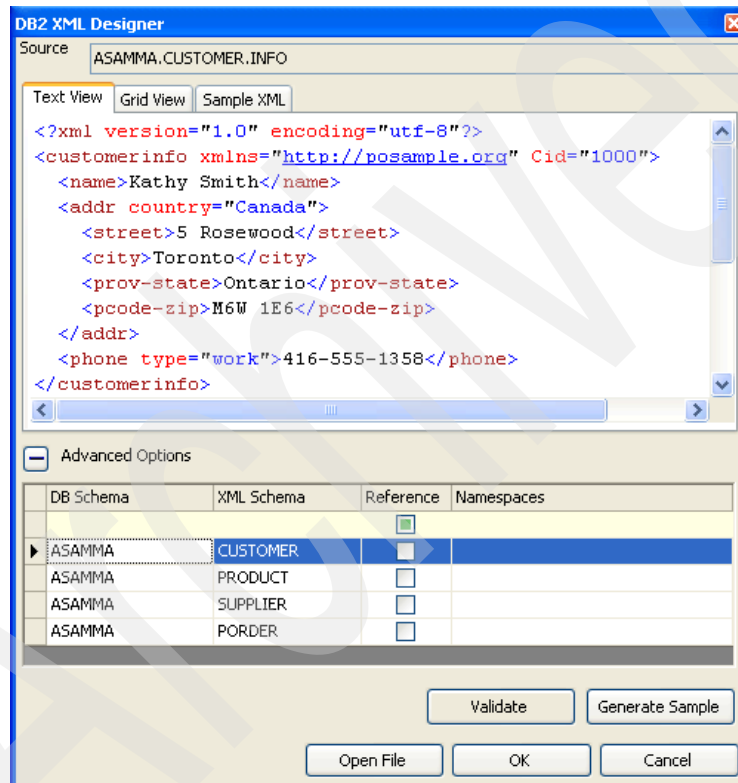 DB2 XML Designer
Source ASAMMA.CUSTOMER.INFO
Text View Grid View Sample XML
<?xml version="1.0" encoding="utf-8"?>
<customerinfo xmlns="http://posample.org" Cid="1000">
<name>Kathy Smith</name>
<addr country="Canada">
<street>5 Rosewood</street>
<city>Toronto</city>
<prov-state>Ontario</prov-state>
<pcode-zip>M6W 1E6</pcode-zip>
</addr>
<phone type="work">416-555-1358</phone>
</customerinfo>
Advanced Options
DB Schema XML Schema Reference Namespaces
ASAMMA CUSTOMER
ASAMMA PRODUCT
ASAMMA SUPPLIER
ASAMMA PORDER
Validate Generate Sample
Open File OK Cancel